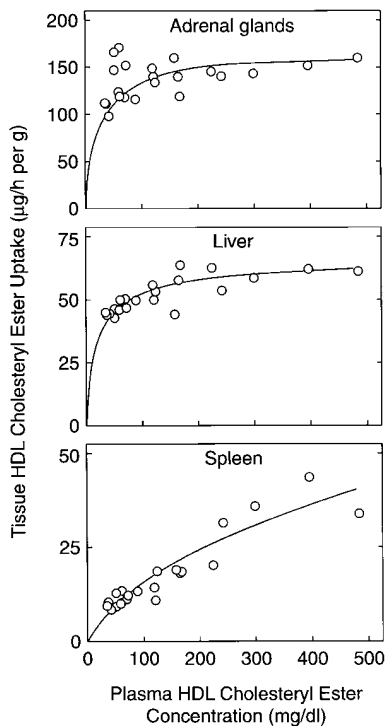 Tissue HDL Cholesteryl Ester Uptake (μg/h per g)
Adrenal glands
200
150
100
50
0
Liver
75
50
25
0
Spleen
50
25
0
0 100 200 300 400 500
Plasma HDL Cholesteryl Ester
Concentration (mg/dl)